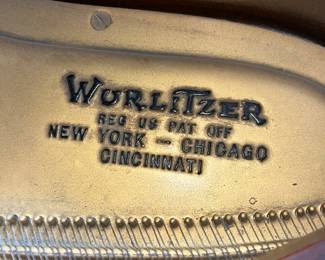 WURLITZER
REG US PAT OFF
NEW YORK — CHICAGO
CINCINNATI